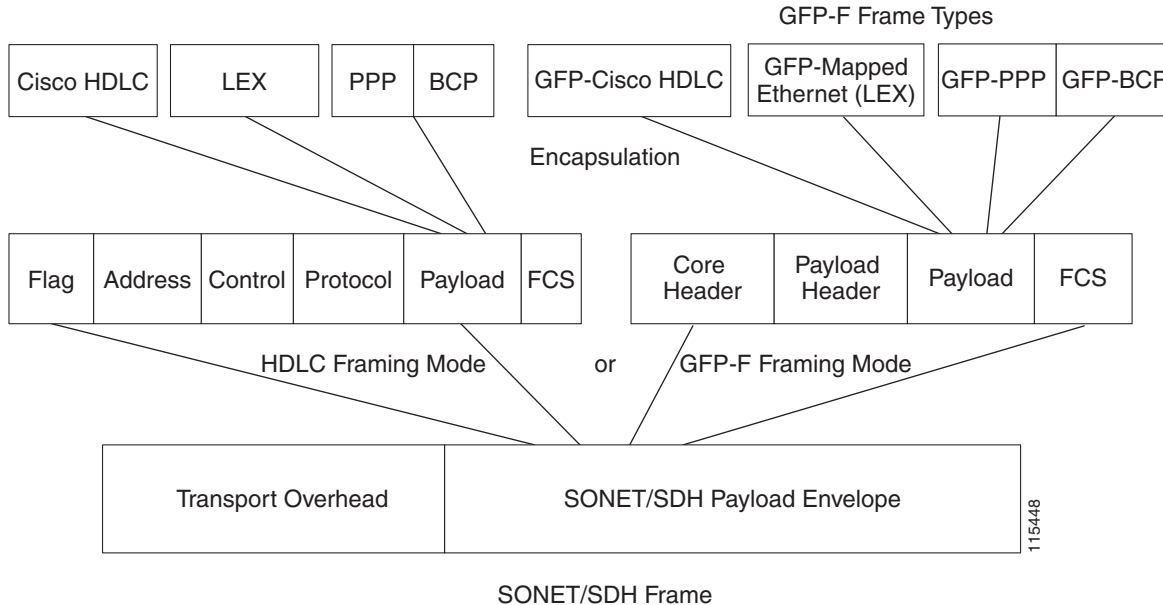 GFP-F Frame Types
Cisco HDLC
LEX
PPP
BCP
GFP-Cisco HDLC
GFP-Mapped
Ethernet (LEX)
GFP-PPP
GFP-BCP
Encapsulation
Flag
Address
Control
Protocol
Payload
FCS
Core
Header
Payload
Header
Payload
FCS
HDLC Framing Mode
or
GFP-F Framing Mode
Transport Overhead
SONET/SDH Payload Envelope
115448
SONET/SDH Frame